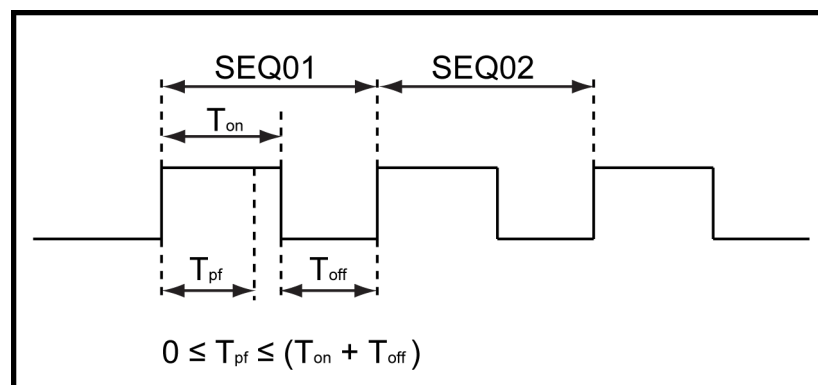 SEQ01 SEQ02
Ton
Tpf Toff
0 ≤ Tpf ≤ (Ton + Toff)